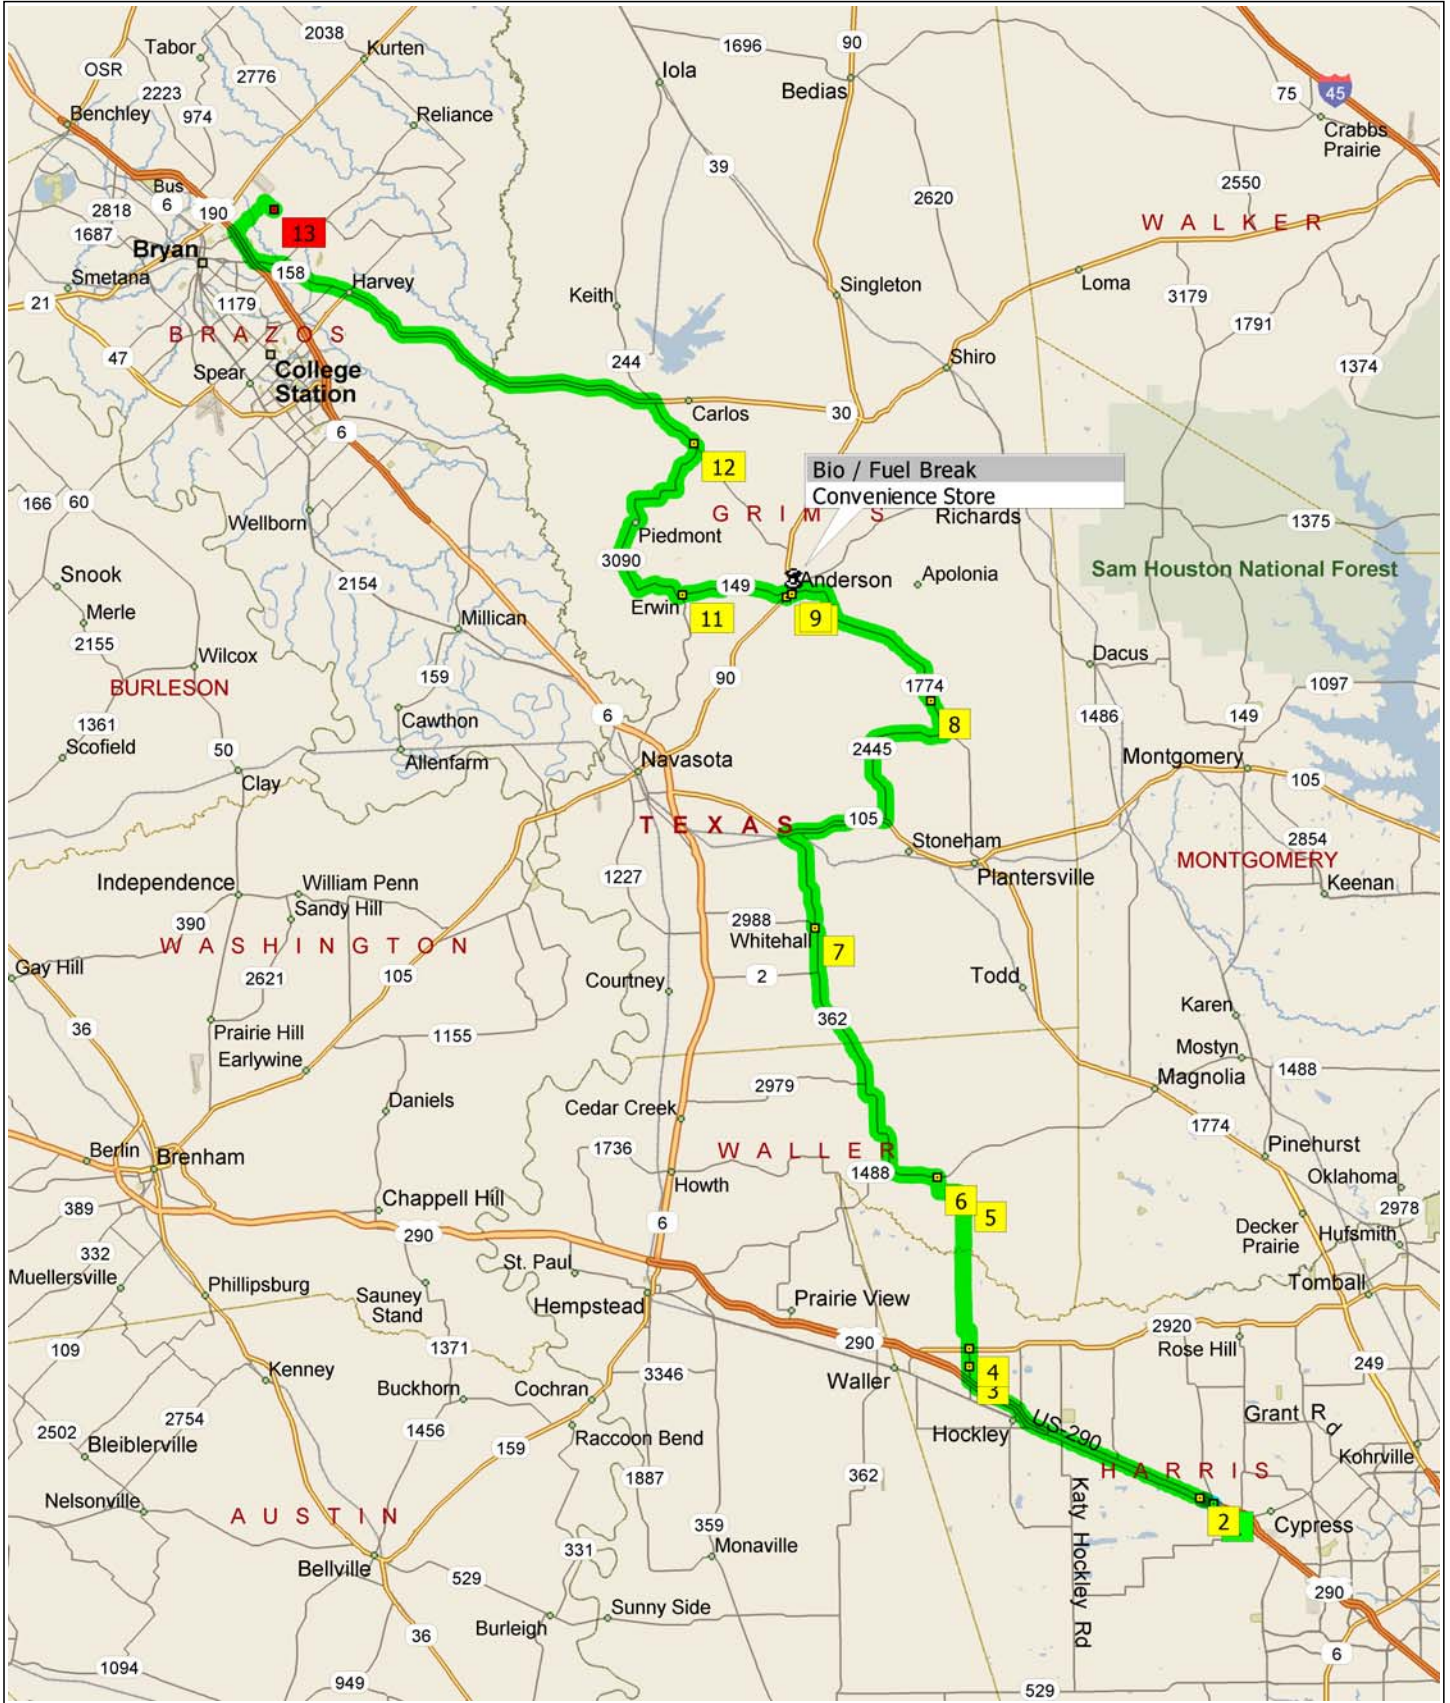 2038
Tabor
Kurten
OSR
2776
2223
974
Benchley
Reliance
1696
90
Iola
Bedias
75
45
Crabbs
Prairie
39
2620
2550
W A L K E R
Bus
6
2818
190
1687
13
Bryan
Smetana
158
Harvey
21
1179
B R A Z O S
47
Spear
College
Station
6
Keith
Singleton
Loma
3179
1791
244
Shiro
1374
Carlos
30
12
Bio / Fuel Break
Convenience Store
G R I M S
Richards
1375
Sam Houston National Forest
166
60
Wellborn
Piedmont
3090
Snook
Merle
2155
2154
Millican
Erwin
149
Anderson
Apolonia
11
9
Wilcox
BURLESON
159
90
Dacus
1097
1774
8
1486
149
1361
Scofield
50
Clay
Cawthon
Allenfarm
6
Navasota
2445
Montgomery
105
T E X A S
105
Stoneham
Plantersville
2854
MONTGOMERY
Keenan
Independence
William Penn
Sandy Hill
390
1227
2988
Whitehall
7
W A S H I N G T O N
Gay Hill
2621
105
Courtney
2
Todd
Karen
36
Prairie Hill
Earlywine
1155
362
Mostyn
1488
Magnolia
2979
Daniels
Cedar Creek
1774
Berlin
Brenham
1736
W A L L E R
Pinehurst
1488
Howth
Oklahoma
389
Chappell Hill
6
5
2978
290
6
Decker
Prairie
Hufsmith
332
Muellersville
Phillipsburg
St. Paul
Sauney
Stand
Hempstead
Prairie View
Tomball
2920
Rose Hill
290
109
1371
249
Kenney
Waller
4
3
3346
Buckhorn
Cochran
2754
2502
Bleiblerville
1456
159
Raccoon Bend
Hockley
US-290
Grant Rd
Kohrville
H A R R I S
1887
362
Nelsonville
A U S T I N
Katy Hockley Rd
2
Cypress
359
Monaville
331
Bellville
529
290
Sunny Side
Burleigh
36
6
1094
949
529